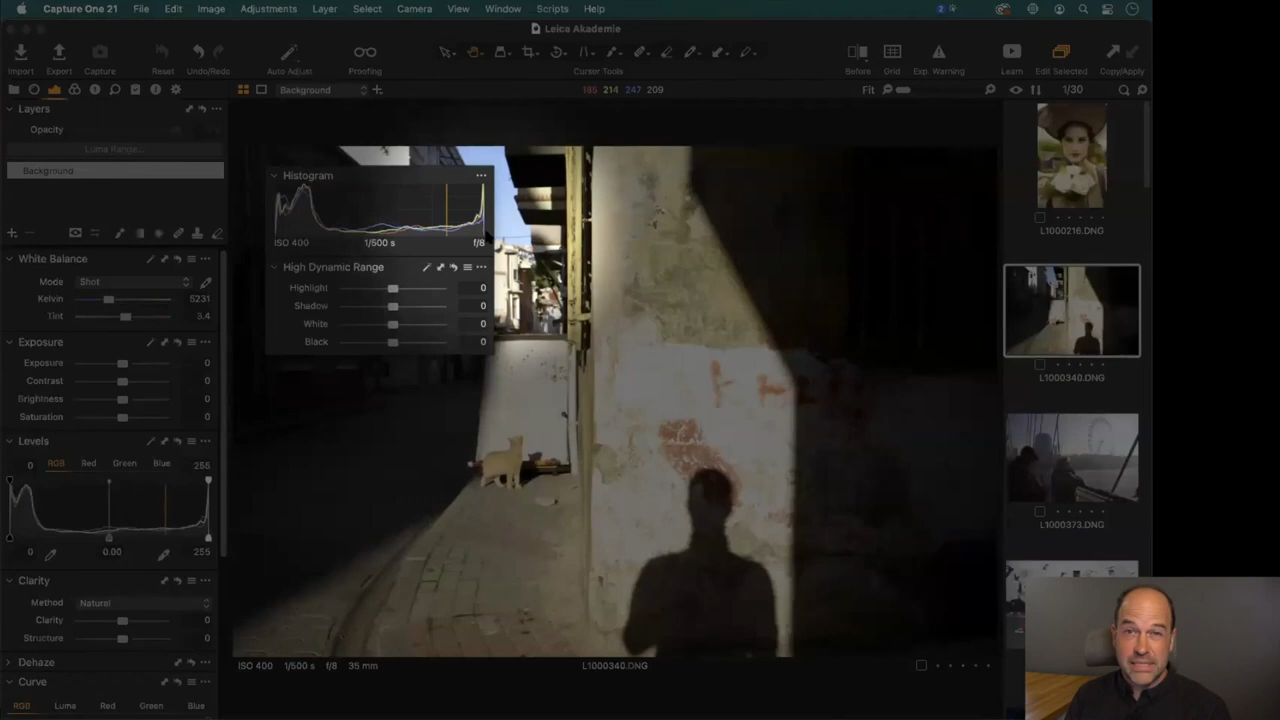 Capture One 21 File Edit Image Adjustments Layer Select Camera View Window Scripts Help 2
Leica Akademie
Import Export Capture Reset Undo/Redo Auto Adjust Proofing Cursor Tools Before Grid Exp. Warning Learn Edit Selected Copy/Apply
Background 185 214 247 209 Fit 1/30
Layers
Opacity
Luma Range...
Background
White Balance
Mode Shot
Kelvin 5231
Tint 3.4
Exposure
Exposure 0
Contrast 0
Brightness 0
Saturation 0
Levels
0 RGB Red Green Blue 255
0 0.00 255
Clarity
Method Natural
Clarity 0
Structure 0
Dehaze
Curve
RGB Luma Red Green Blue
Histogram
ISO 400 1/500 s f/8
High Dynamic Range
Highlight 0
Shadow 0
White 0
Black 0
ISO 400 1/500 s f/8 35 mm L1000340.DNG
L1000216.DNG
L1000340.DNG
L1000373.DNG